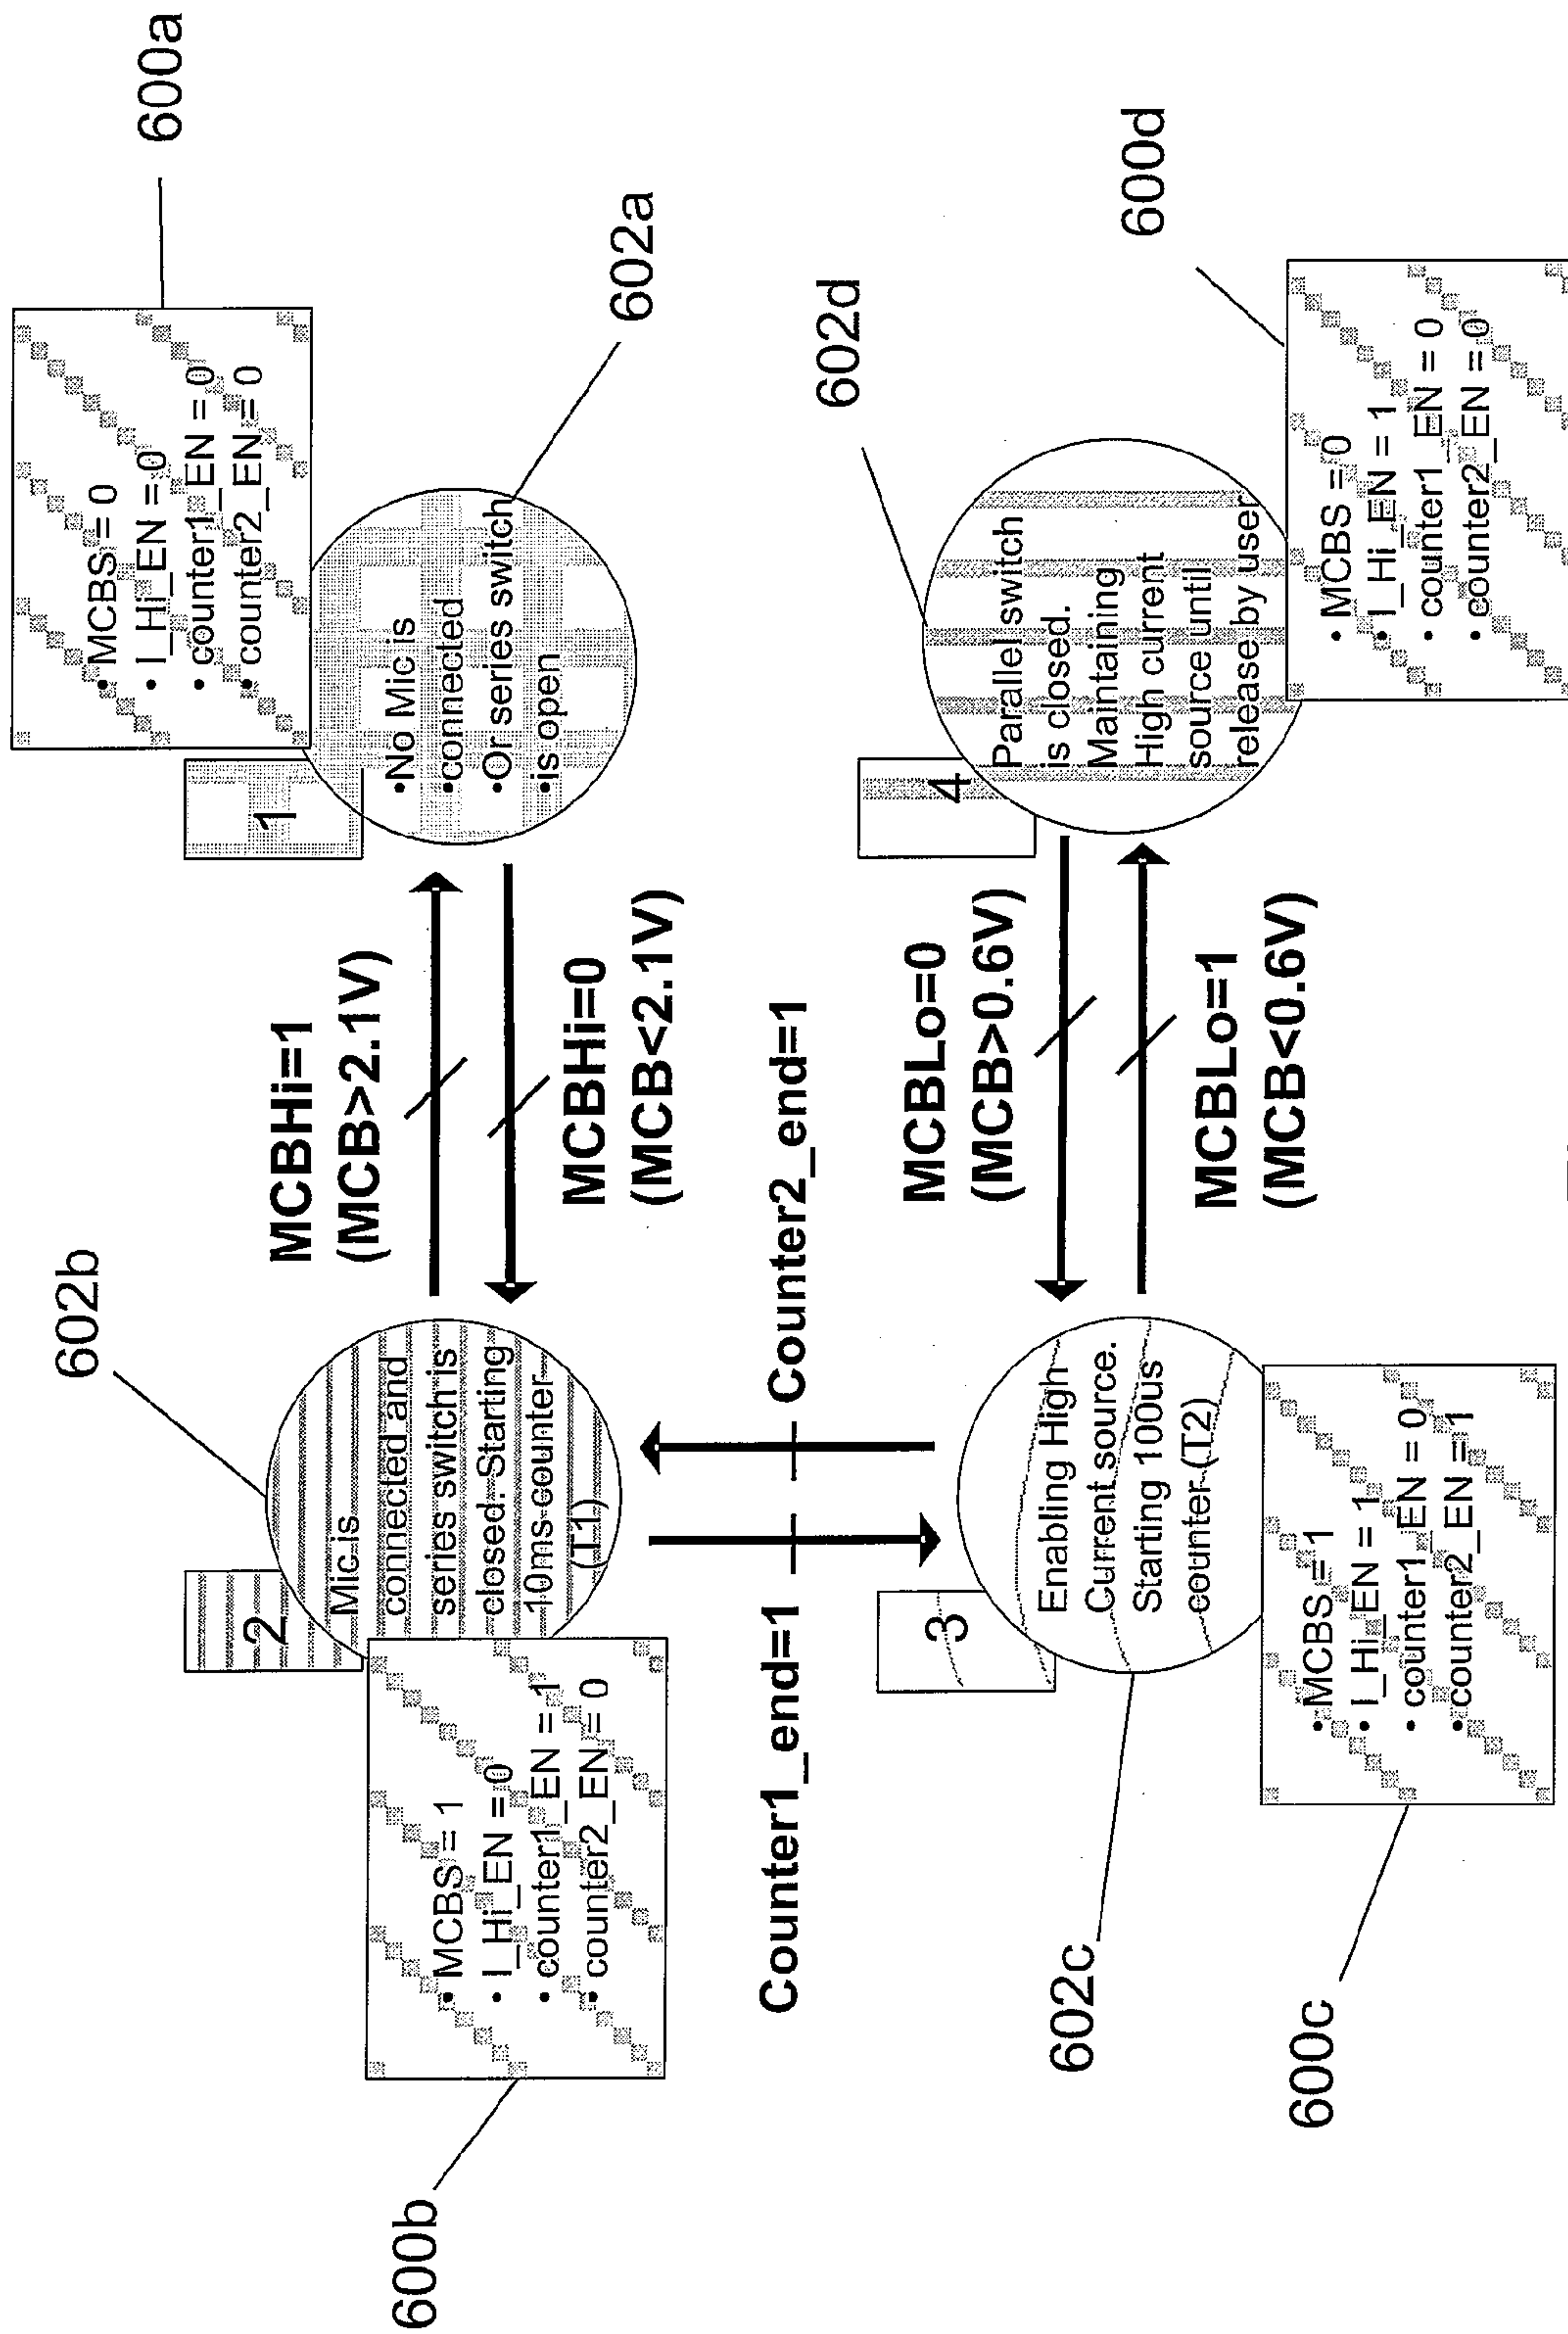 600a
• MCBS = 0
• I_Hi_EN = 0
• counter1_EN = 0
• counter2_EN = 0
1
•No Mic is
•connected
•Or series switch
•is open
602a
602b
2
Mic is
connected and
series switch is
closed. Starting
10ms counter
(T1)
600b
• MCBS = 1
• I_Hi_EN = 0
• counter1_EN = 1
• counter2_EN = 0
MCBHi=1
(MCB>2.1V)
MCBHi=0
(MCB<2.1V)
Counter1_end=1
Counter2_end=1
3
Enabling High
Current source.
Starting 100us
counter (T2)
602c
600c
• MCBS = 1
• I_Hi_EN = 1
• counter1_EN = 0
• counter2_EN = 1
MCBLo=0
(MCB>0.6V)
MCBLo=1
(MCB<0.6V)
602d
4
Parallel switch
is closed.
Maintaining
High current
source until
release by user
600d
• MCBS = 0
• I_Hi_EN = 1
• counter1_EN = 0
• counter2_EN = 0